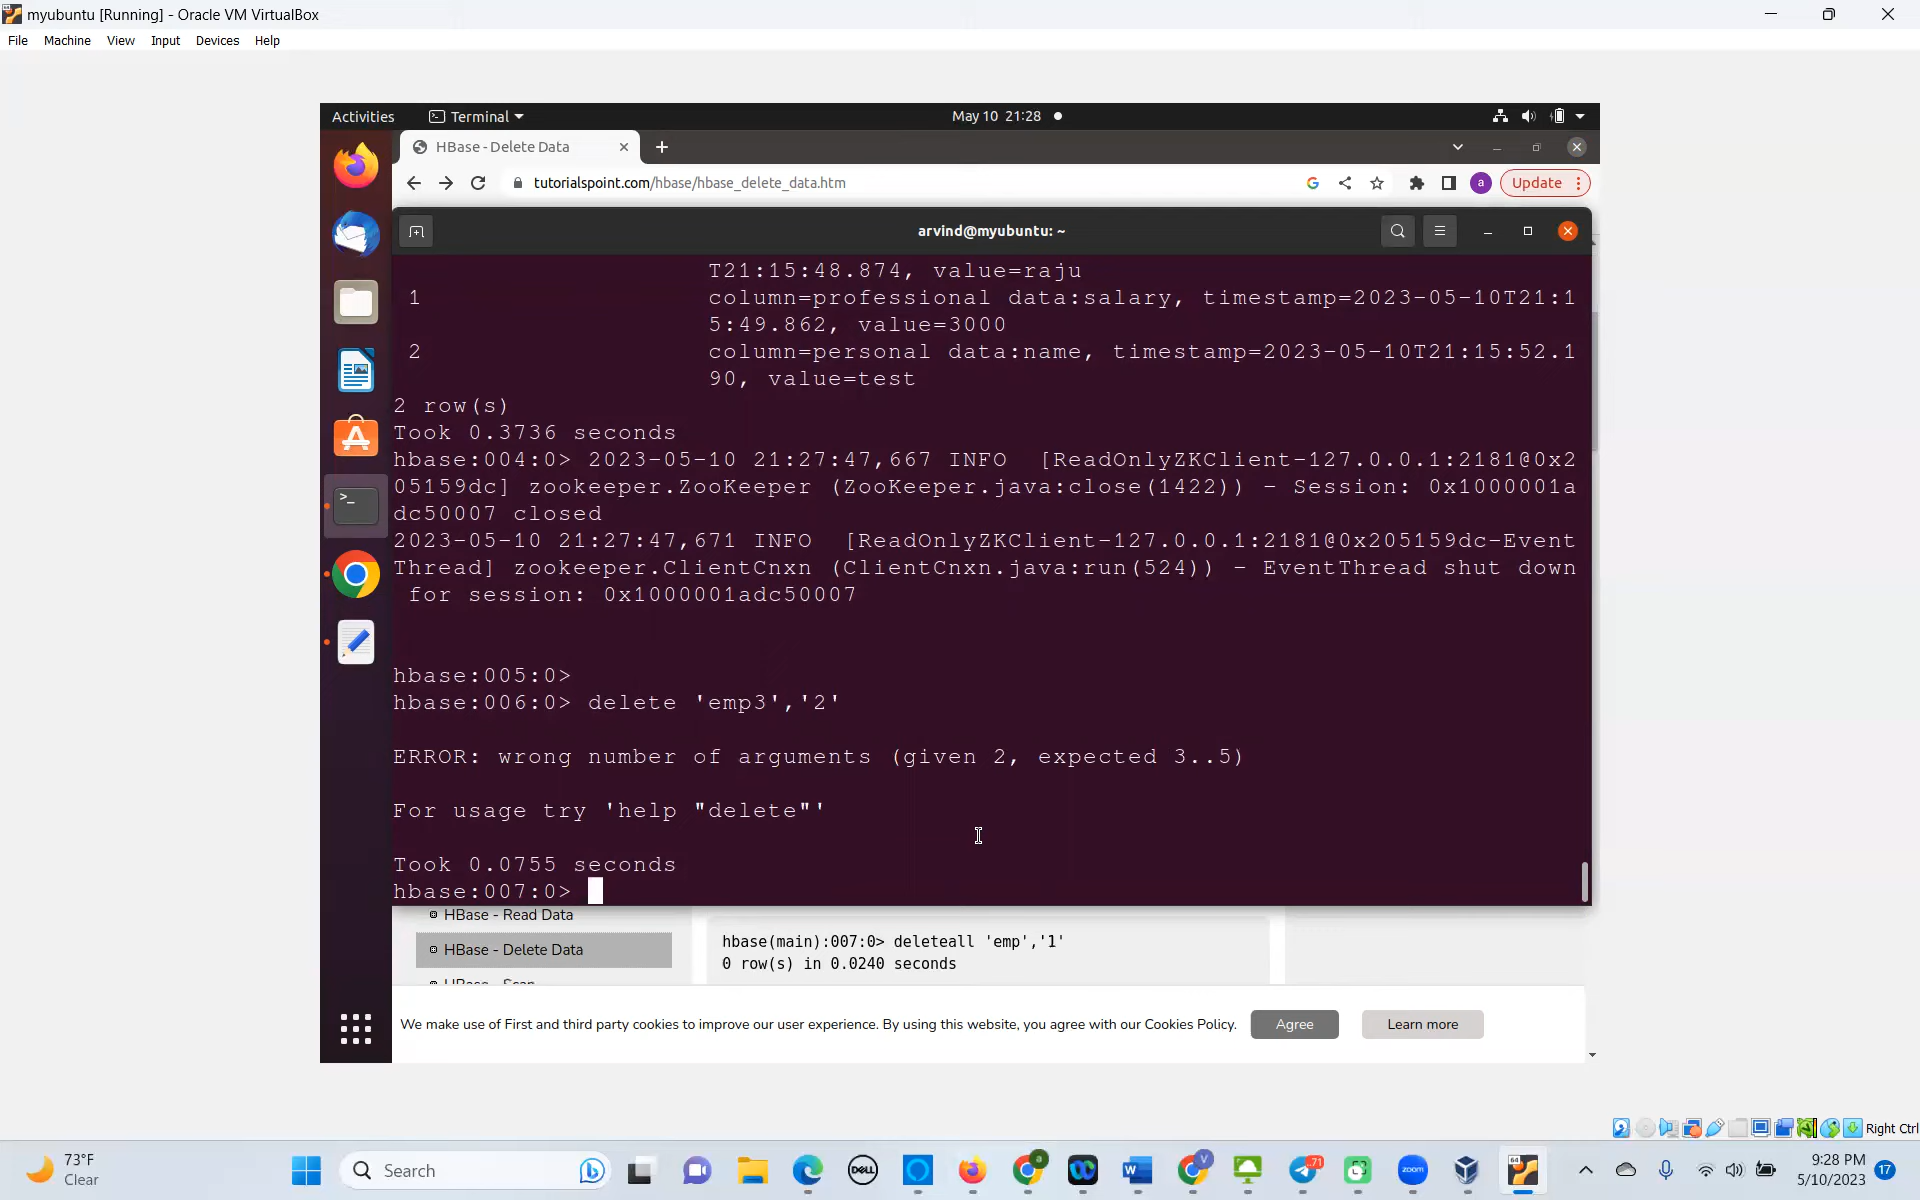 myubuntu [Running] - Oracle VM VirtualBox
File Machine View Input Devices Help
Activities Terminal May 10 21:28
HBase - Delete Data
tutorialspoint.com/hbase/hbase_delete_data.htm a Update
arvind@myubuntu: ~
T21:15:48.874, value=raju
1 column=professional data:salary, timestamp=2023-05-10T21:1
5:49.862, value=3000
2 column=personal data:name, timestamp=2023-05-10T21:15:52.1
90, value=test
2 row(s)
Took 0.3736 seconds
hbase:004:0> 2023-05-10 21:27:47,667 INFO  [ReadOnlyZKClient-127.0.0.1:2181@0x2
05159dc] zookeeper.ZooKeeper (ZooKeeper.java:close(1422)) - Session: 0x1000001a
dc50007 closed
2023-05-10 21:27:47,671 INFO  [ReadOnlyZKClient-127.0.0.1:2181@0x205159dc-Event
Thread] zookeeper.ClientCnxn (ClientCnxn.java:run(524)) - EventThread shut down
for session: 0x1000001adc50007
hbase:005:0>
hbase:006:0> delete 'emp3','2'
ERROR: wrong number of arguments (given 2, expected 3..5)
For usage try 'help "delete"'
Took 0.0755 seconds
hbase:007:0>
HBase - Read Data
HBase - Delete Data
HBase - Scan
hbase(main):007:0> deleteall 'emp','1'
0 row(s) in 0.0240 seconds
We make use of First and third party cookies to improve our user experience. By using this website, you agree with our Cookies Policy. Agree Learn more
Right Ctrl
73°F
Clear
Search
DELL
a
W
V
71
zoom
9:28 PM
5/10/2023
17